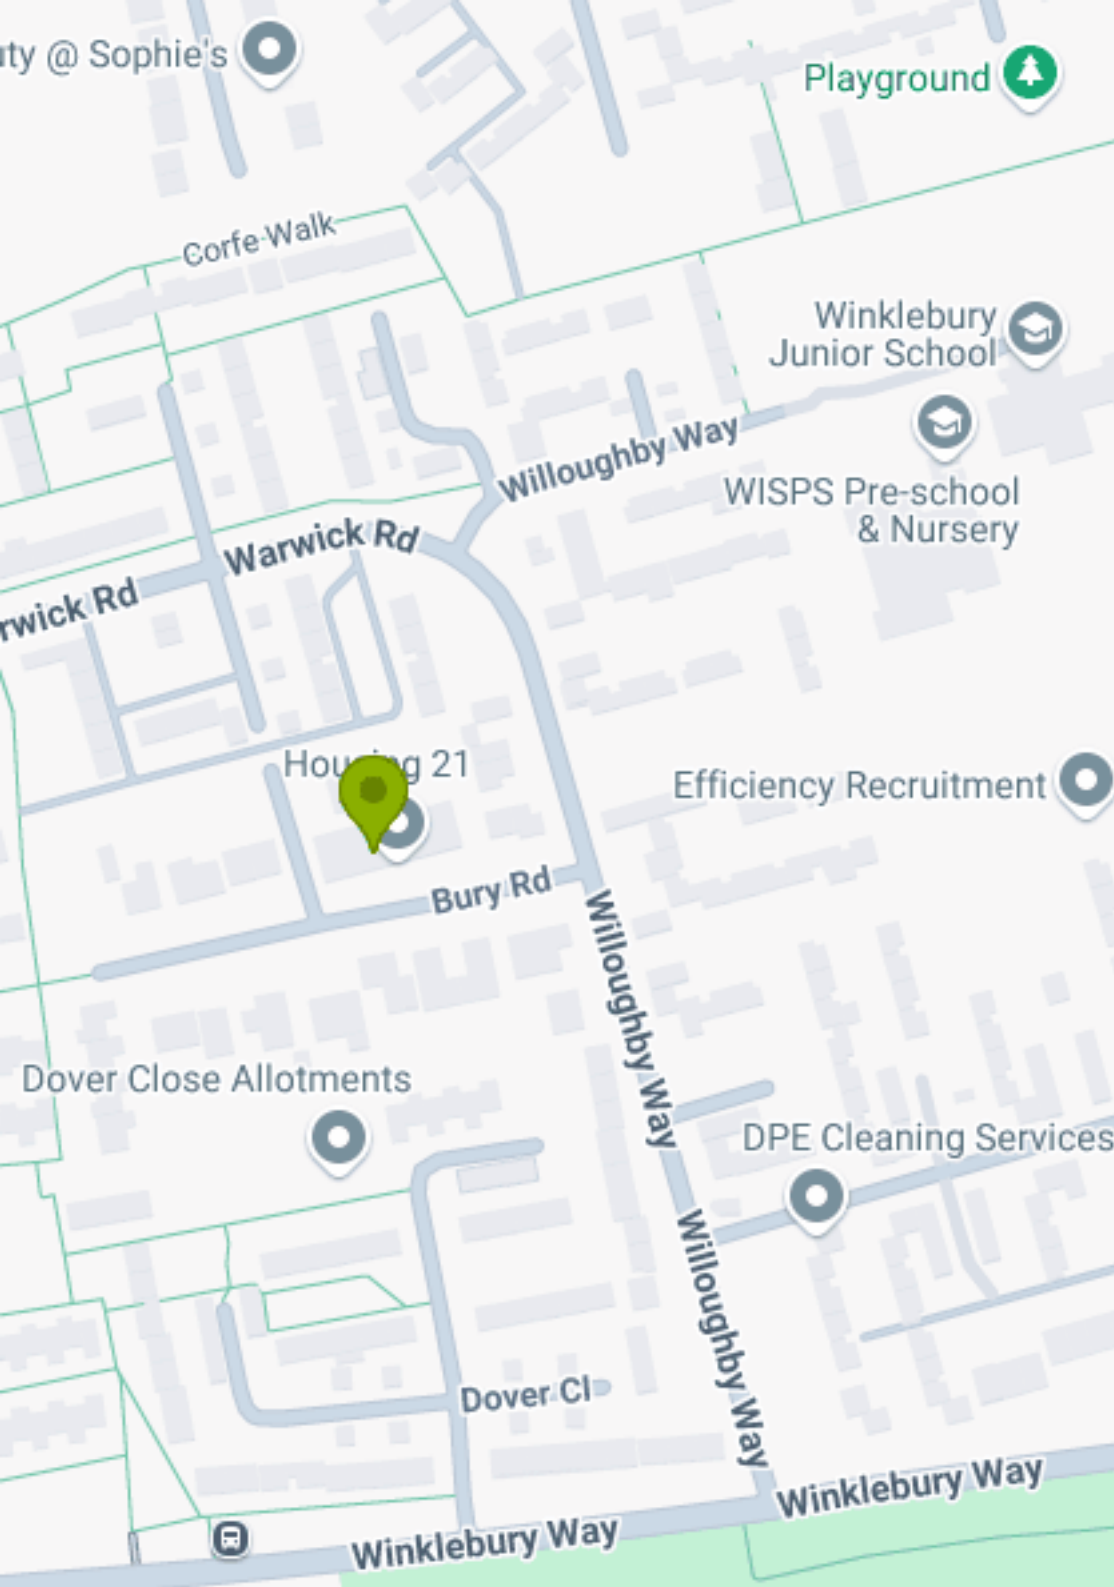 uty @ Sophie's
Playground
Corfe Walk
Winklebury
Junior School
Willoughby Way
WISPS Pre-school
& Nursery
Warwick Rd
rwick Rd
Housing 21
Efficiency Recruitment
Bury Rd
Willoughby Way
Dover Close Allotments
DPE Cleaning Services
Willoughby Way
Dover Cl
Winklebury Way
Winklebury Way